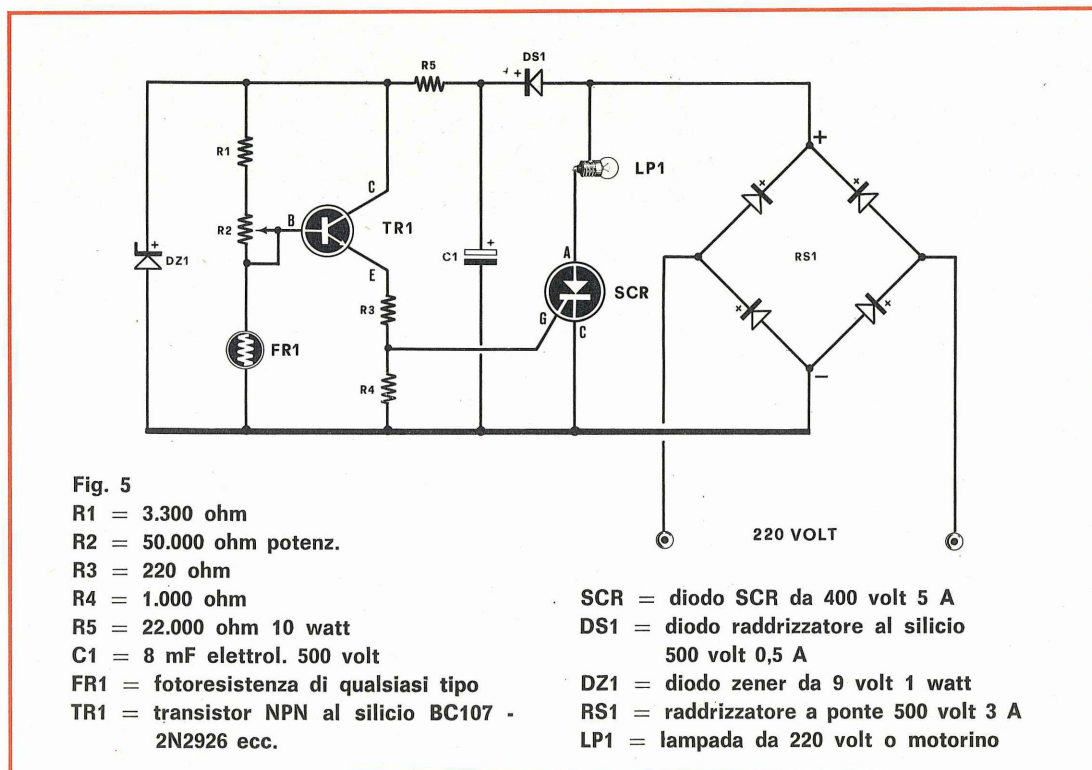 DS1
R5
+
+
R1
LP1
C
B
TR1
R2
+
DZ1
+
C1
A
RS1
E
SCR
R3
G
C
FR1
R4
−
Fig. 5
R1 = 3.300 ohm
R2 = 50.000 ohm potenz.
R3 = 220 ohm
R4 = 1.000 ohm
R5 = 22.000 ohm 10 watt
C1 = 8 mF elettrol. 500 volt
FR1 = fotoresistenza di qualsiasi tipo
TR1 = transistor NPN al silicio BC107 -
2N2926 ecc.
220 VOLT
SCR = diodo SCR da 400 volt 5 A
DS1 = diodo raddrizzatore al silicio
500 volt 0,5 A
DZ1 = diodo zener da 9 volt 1 watt
RS1 = raddrizzatore a ponte 500 volt 3 A
LP1 = lampada da 220 volt o motorino